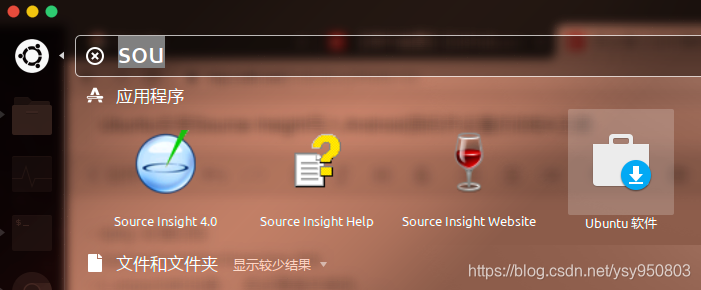 sou
应用程序
Source Insight 4.0
Source Insight Help
Source Insight Website
Ubuntu 软件
文件和文件夹 显示较少结果
https://blog.csdn.net/ysy950803